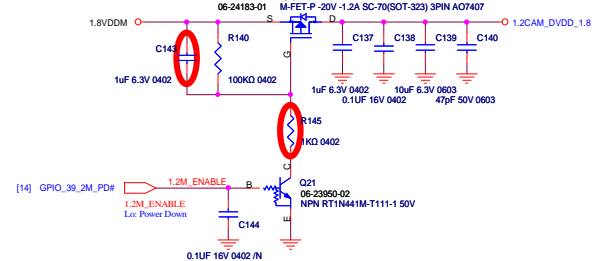 06-24183-01 M-FET-P -20V -1.2A SC-70(SOT-323) 3PIN AO7407
1.8VDDM S D 1.2CAM_DVDD_1.8
G
C143 R140 C137 C138 C139 C140
1uF 6.3V 0402 100KΩ 0402 1uF 6.3V 0402 10uF 6.3V 0603
0.1UF 16V 0402 47pF 50V 0603
R145
1KΩ 0402
C
[14] GPIO_39_2M_PD# 1.2M_ENABLE B Q21
06-23950-02
NPN RT1N441M-T111-1 50V
1.2M_ENABLE
Lo: Power Down
C144 E
0.1UF 16V 0402 /N